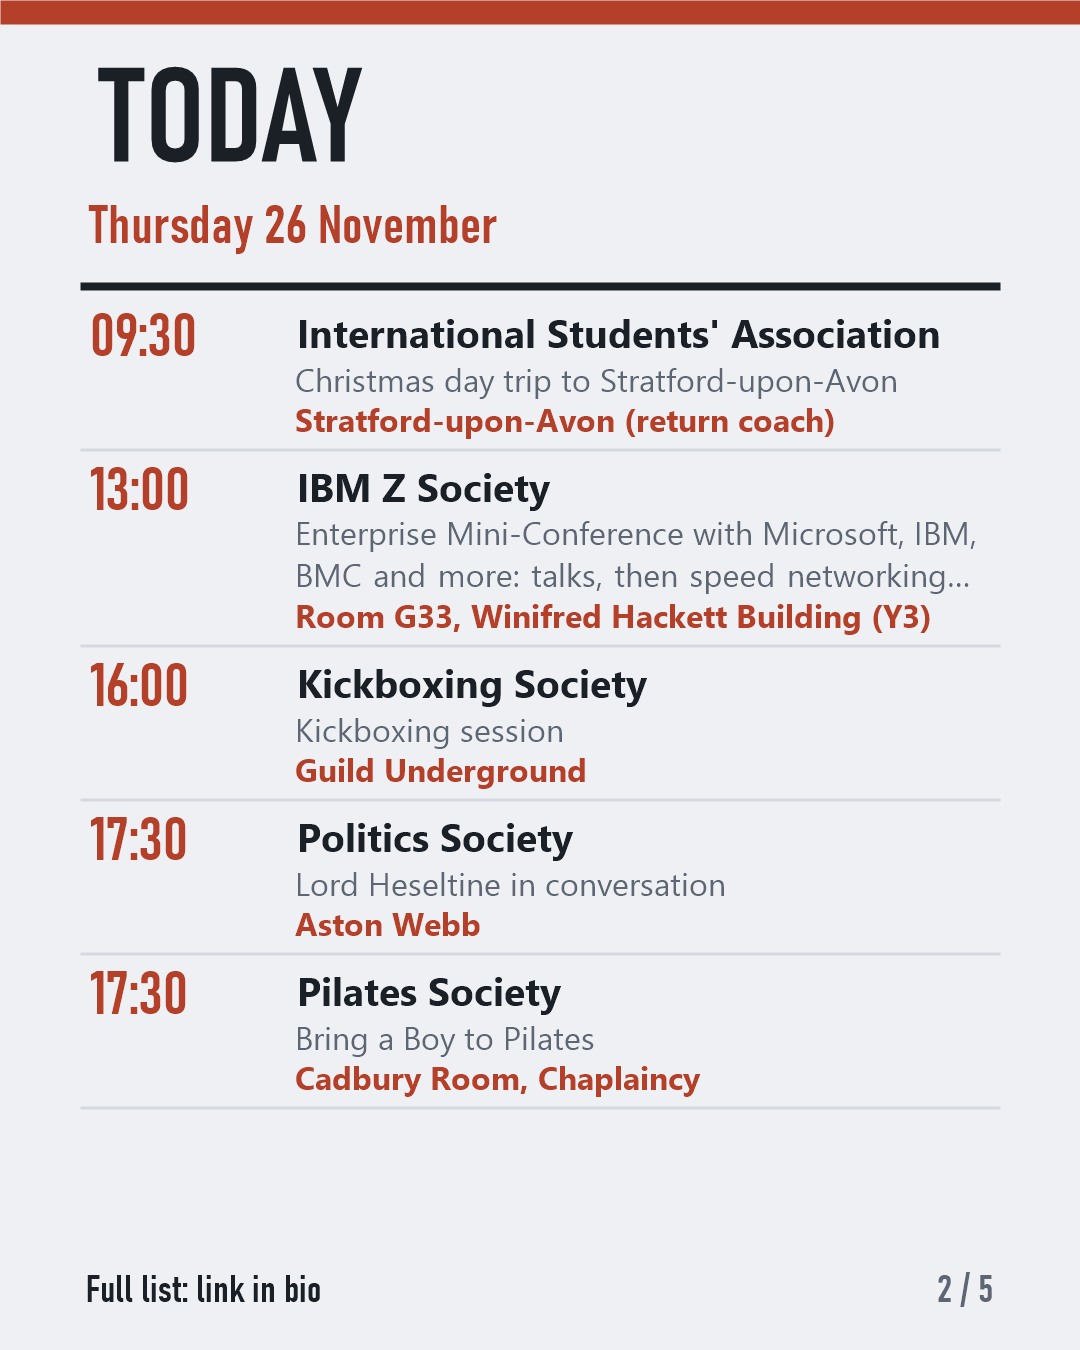 TODAY
Thursday 26 November
09:30
International Students' Association
Christmas day trip to Stratford-upon-Avon
Stratford-upon-Avon (return coach)
13:00
IBM Z Society
Enterprise Mini-Conference with Microsoft, IBM,
BMC and more: talks, then speed networking...
Room G33, Winifred Hackett Building (Y3)
16:00
Kickboxing Society
Kickboxing session
Guild Underground
17:30
Politics Society
Lord Heseltine in conversation
Aston Webb
17:30
Pilates Society
Bring a Boy to Pilates
Cadbury Room, Chaplaincy
Full list: link in bio
2 / 5